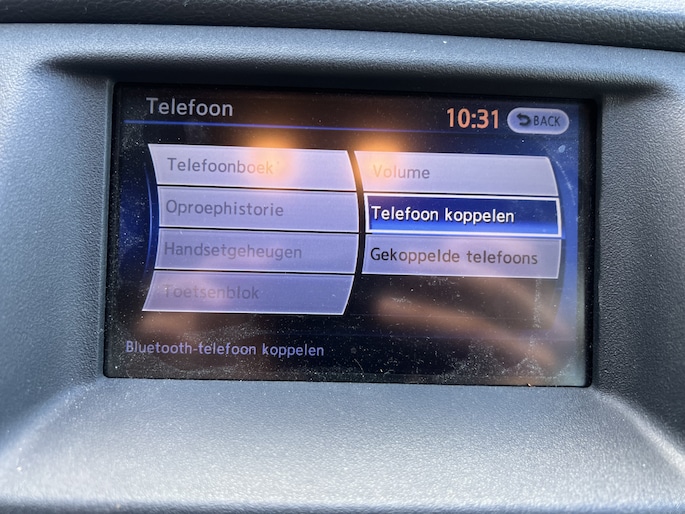 Telefoon
10:31
BACK
Telefoonboek
Volume
Oproephistorie
Telefoon koppelen
Handsetgeheugen
Gekoppelde telefoons
Toetsenblok
Bluetooth-telefoon koppelen